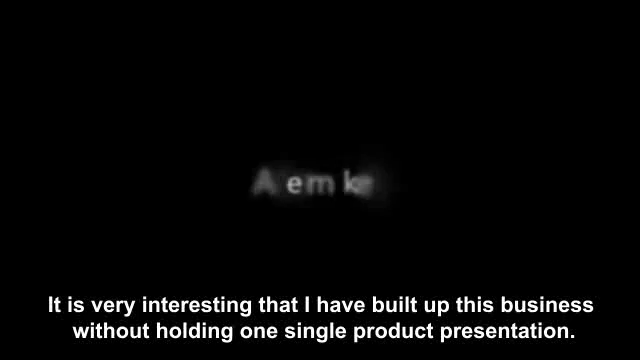 It is very interesting that I have built up this business
without holding one single product presentation.